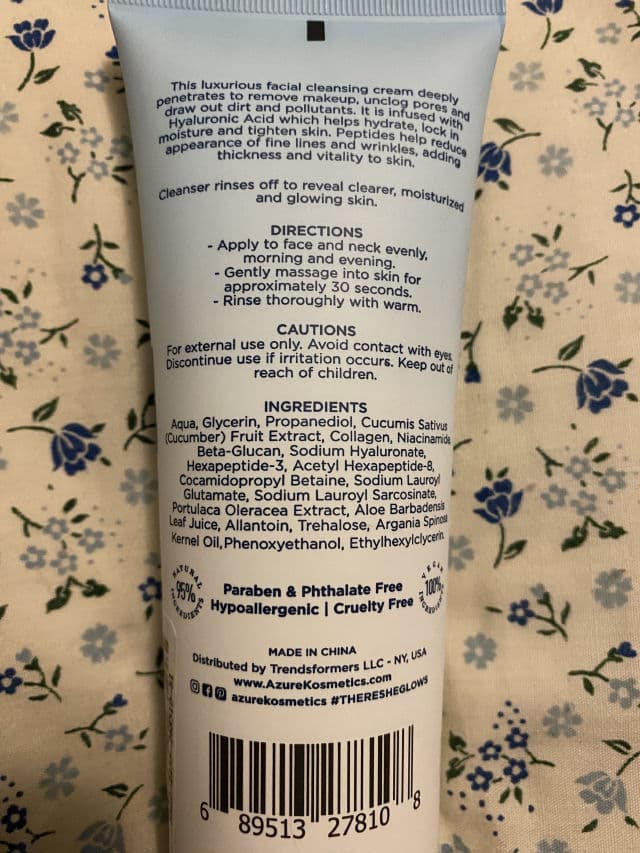 This luxurious facial cleansing cream deeply
penetrates to remove makeup, unclog pores and
draw out dirt and pollutants. It is infused with
Hyaluronic Acid which helps hydrate, lock in
moisture and tighten skin. Peptides help reduce
appearance of fine lines and wrinkles, adding
thickness and vitality to skin.
Cleanser rinses off to reveal clearer, moisturized
and glowing skin.
DIRECTIONS
- Apply to face and neck evenly,
morning and evening.
- Gently massage into skin for
approximately 30 seconds.
- Rinse thoroughly with warm.
CAUTIONS
For external use only. Avoid contact with eyes.
Discontinue use if irritation occurs. Keep out of
reach of children.
INGREDIENTS
Aqua, Glycerin, Propanediol, Cucumis Sativus
(Cucumber) Fruit Extract, Collagen, Niacinamide
Beta-Glucan, Sodium Hyaluronate,
Hexapeptide-3, Acetyl Hexapeptide-8,
Cocamidopropyl Betaine, Sodium Lauroyl
Glutamate, Sodium Lauroyl Sarcosinate,
Portulaca Oleracea Extract, Aloe Barbadensis
Leaf Juice, Allantoin, Trehalose, Argania Spinosa
Kernel Oil, Phenoxyethanol, Ethylhexylglycerin.
NATURAL 95% INGREDIENTS
Paraben & Phthalate Free
Hypoallergenic | Cruelty Free
VEGAN 100% INGREDIENTS
MADE IN CHINA
Distributed by Trendsformers LLC - NY, USA
www.AzureKosmetics.com
azurekosmetics #THERESHEGLOWS
6 89513 27810 8